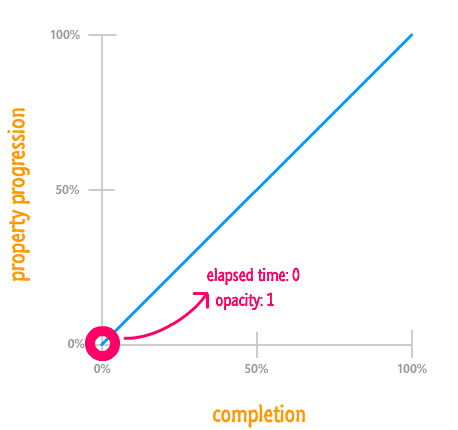 100%
property progression
50%
elapsed time: 0
opacity: 1
0%
0%
50%
100%
completion